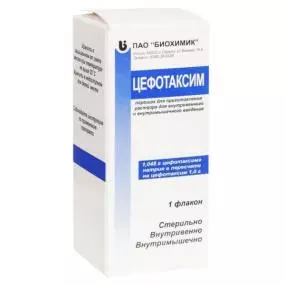 ПАО "БИОХИМИК"
ЦЕФОТАКСИМ
порошок для приготовления
раствора для внутривенного
и внутримышечного введения
1,048 г цефотаксима
натрия в пересчете
на цефотаксим 1,0 г
1 флакон
Стерильно
Внутривенно
Внутримышечно